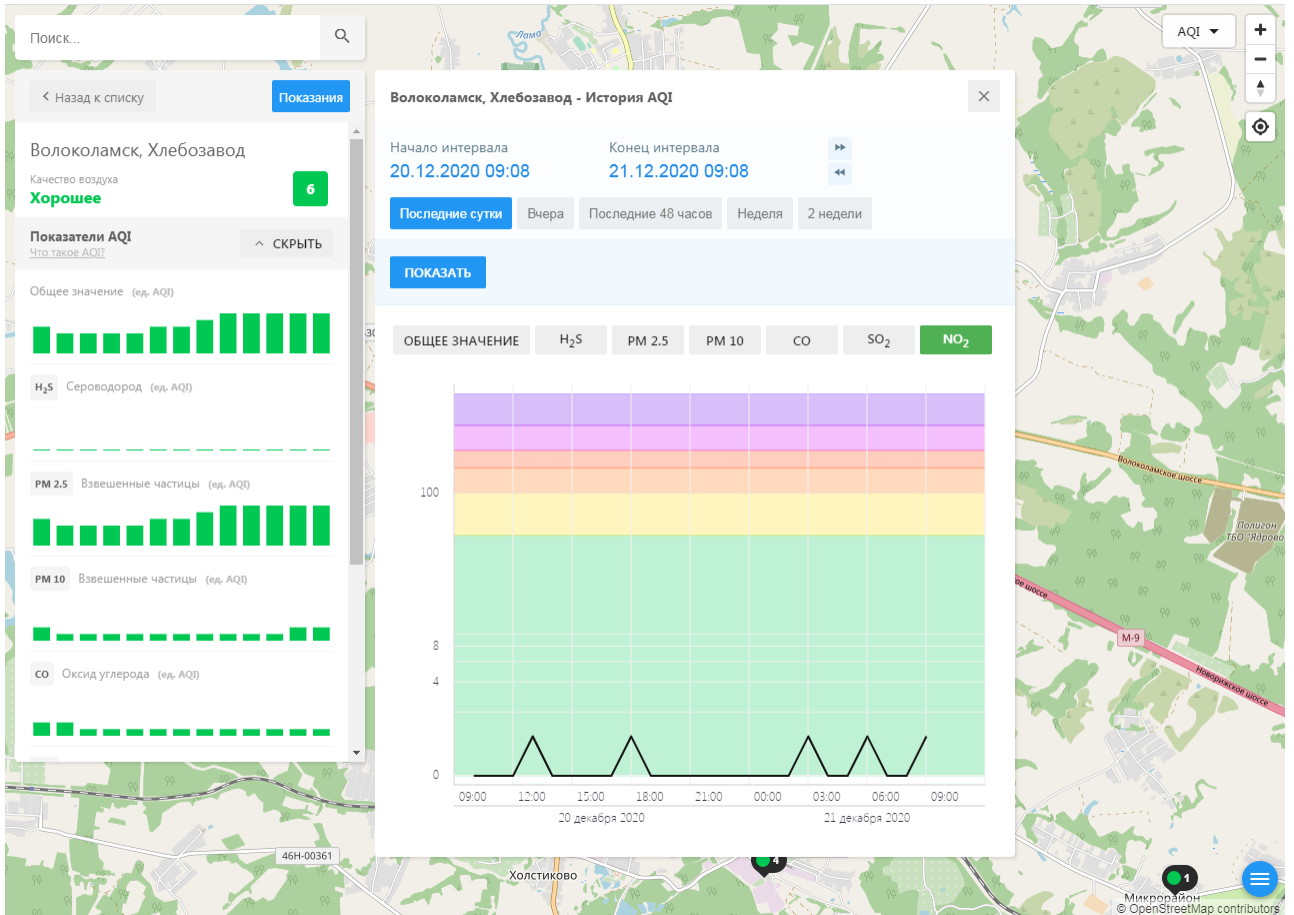 Поиск...
AQI
Назад к списку
Показания
Волоколамск, Хлебозавод
Качество воздуха
Хорошее
6
Показатели AQI
Что такое AQI?
СКРЫТЬ
Общее значение (ед. AQI)
H₂S Сероводород (ед. AQI)
PM 2.5 Взвешенные частицы (ед. AQI)
PM 10 Взвешенные частицы (ед. AQI)
CO Оксид углерода (ед. AQI)
Волоколамск, Хлебозавод - История AQI
Начало интервала
20.12.2020 09:08
Конец интервала
21.12.2020 09:08
Последние сутки
Вчера
Последние 48 часов
Неделя
2 недели
ПОКАЗАТЬ
ОБЩЕЕ ЗНАЧЕНИЕ
H₂S
PM 2.5
PM 10
CO
SO₂
NO₂
100
8
4
0
09:00 12:00 15:00 18:00 21:00 00:00 03:00 06:00 09:00
20 декабря 2020 21 декабря 2020
Лама
Волоколамское шоссе
Полигон
ТБО "Ядрово
ое шоссе
M-9
Новорижское шоссе
46Н-00361
Холстиково
4
1
Микрорайон
© OpenStreetMap contributors